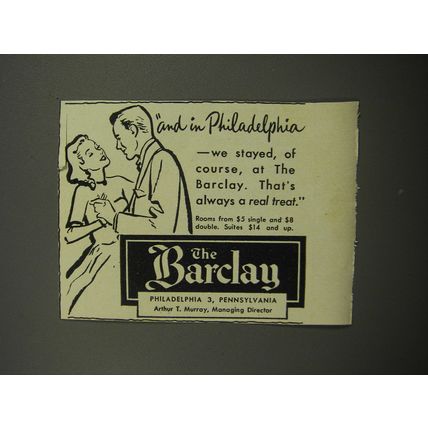 "and in Philadelphia
—we stayed, of
course, at The
Barclay. That's
always a real treat."
Rooms from $5 single and $8
double. Suites $14 and up.
The
Barclay
PHILADELPHIA 3, PENNSYLVANIA
Arthur T. Murray, Managing Director